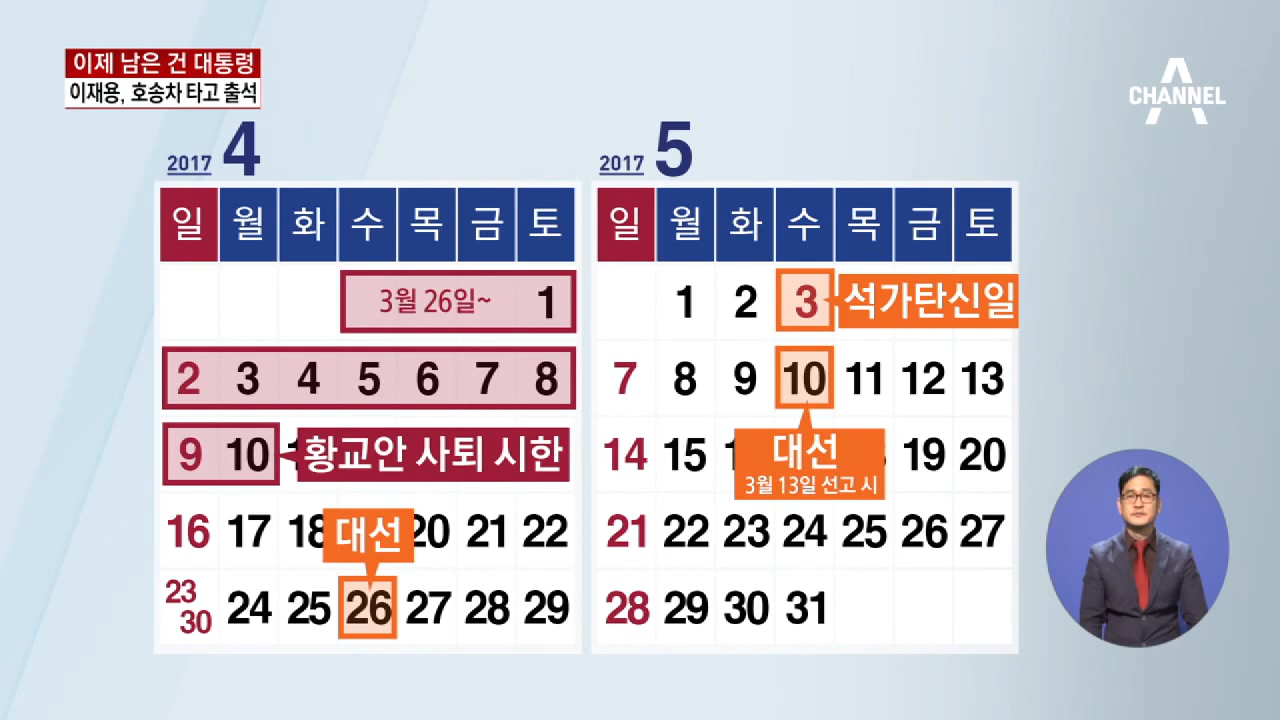 이제 남은 건 대통령
이재용, 호송차 타고 출석
CHANNEL A
2017 4
일 월 화 수 목 금 토
3월 26일~ 1
2 3 4 5 6 7 8
9 10 황교안 사퇴 시한
16 17 18 대선 20 21 22
23 30 24 25 26 27 28 29
2017 5
일 월 화 수 목 금 토
1 2 3 석가탄신일
7 8 9 10 11 12 13
14 15 대선 19 20
3월 13일 선고 시
21 22 23 24 25 26 27
28 29 30 31